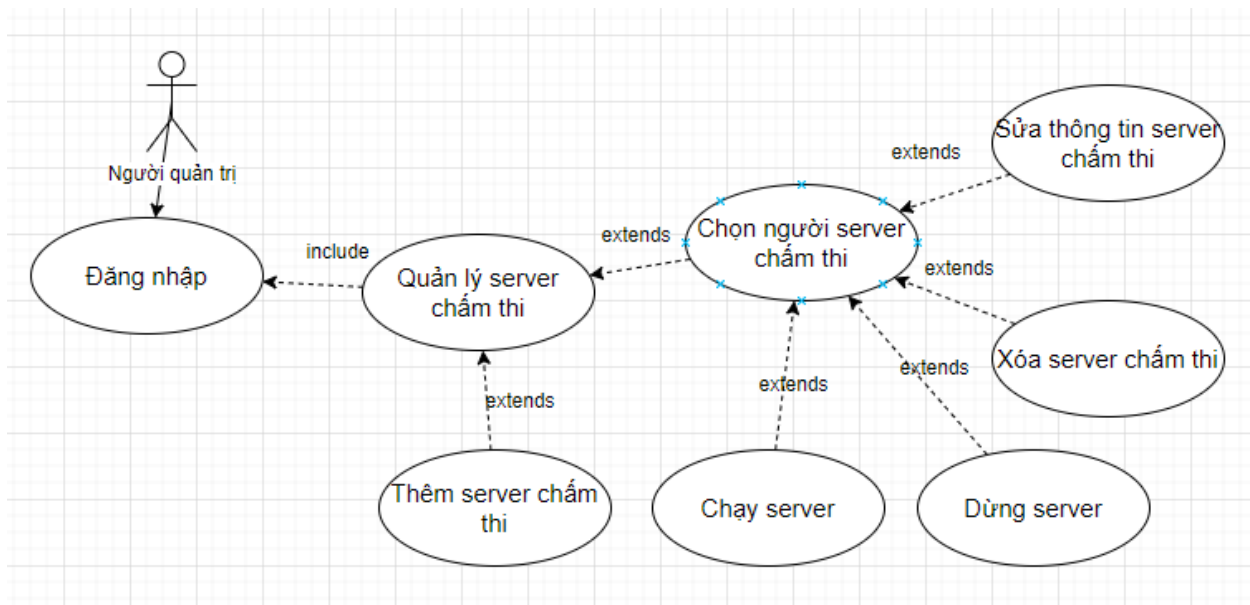 Người quản trị
Đăng nhập
include
Quản lý server
chấm thi
extends
Chọn người server
chấm thi
extends
Sửa thông tin server
chấm thi
extends
Xóa server chấm thi
extends
Thêm server chấm
thi
extends
Chạy server
extends
Dừng server